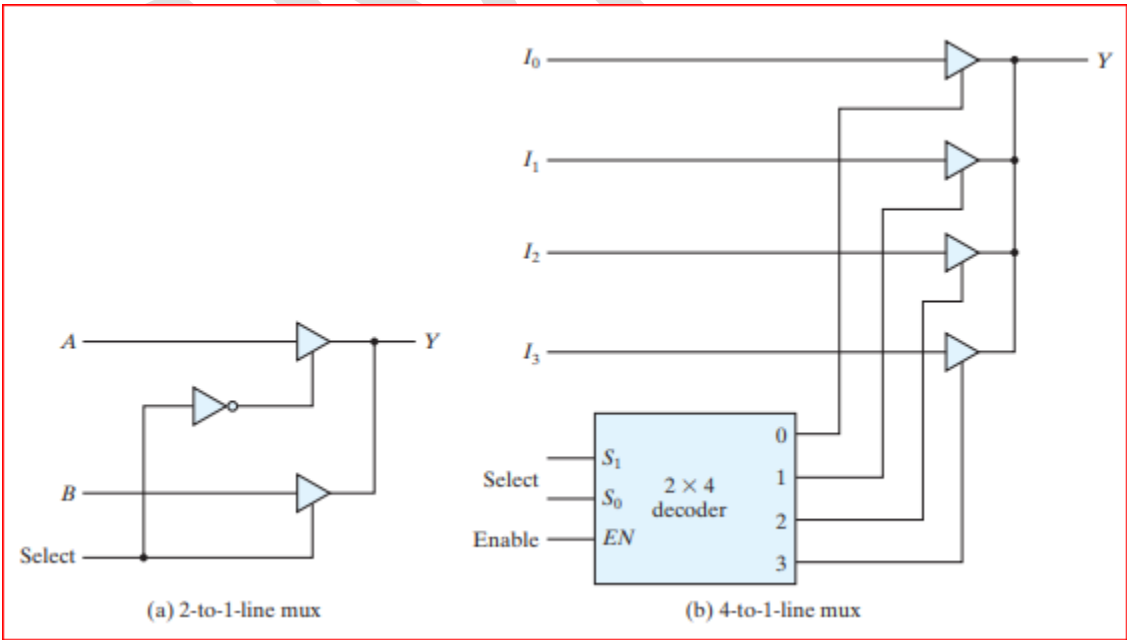 I₀
Y
I₁
I₂
A
Y
I₃
B
Select
(a) 2-to-1-line mux
Select
Enable
S₁
S₀
EN
2 × 4
decoder
0
1
2
3
(b) 4-to-1-line mux